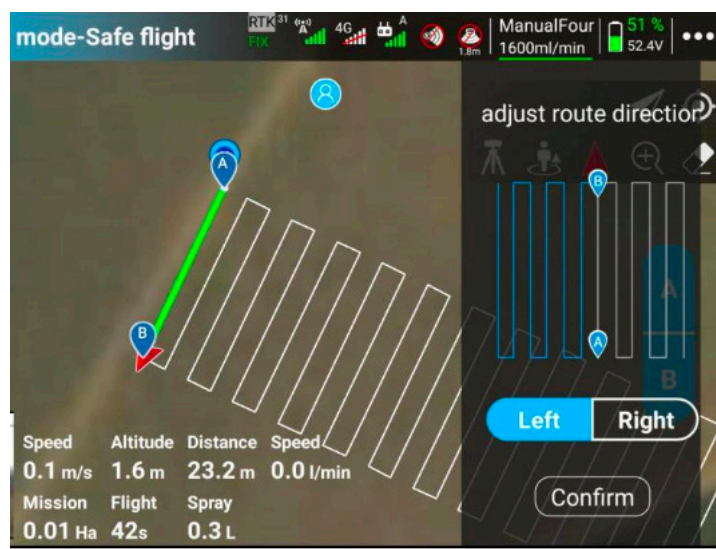 mode-Safe flight RTK 31 FIX A 4G A 1.8m ManualFour 1600ml/min 51 % 52.4V
adjust route direction
A
B
B
A
A
B
Left Right
Confirm
Speed Altitude Distance Speed
0.1 m/s 1.6 m 23.2 m 0.0 l/min
Mission Flight Spray
0.01 Ha 42s 0.3 L